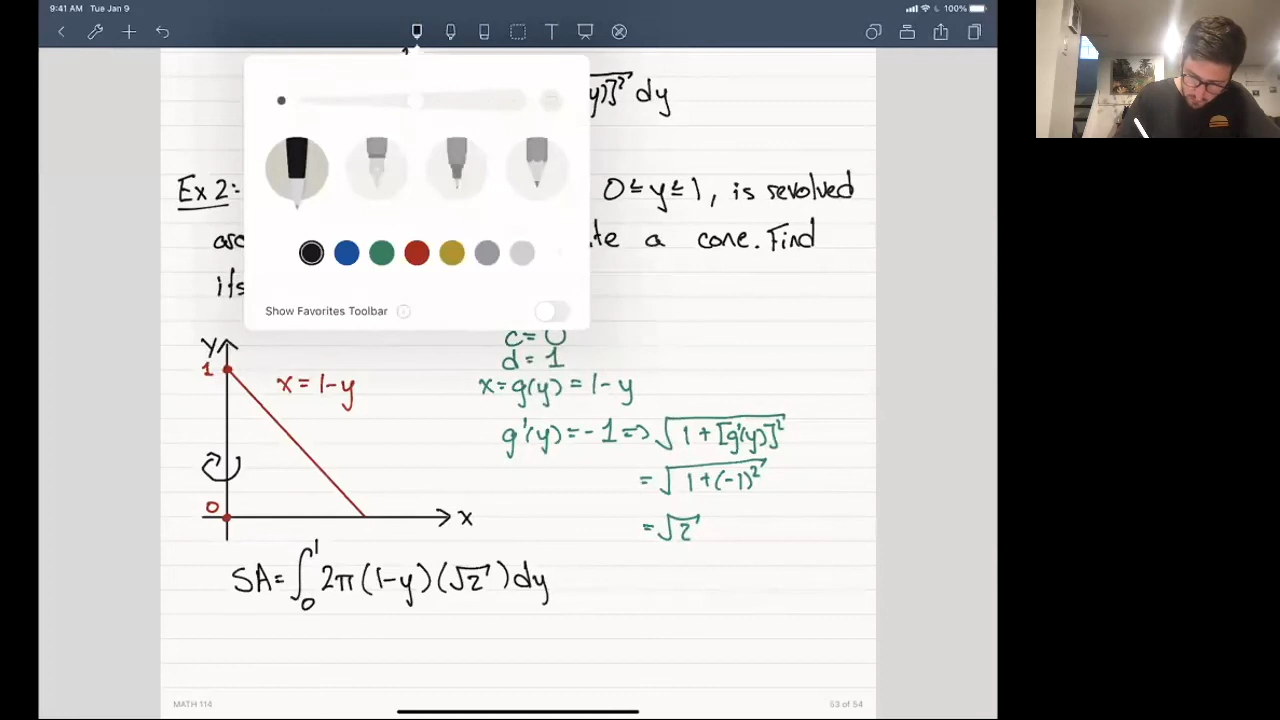 9:41 AM Tue Jan 9
100%
dy
Ex 2: 0 ≤ y ≤ 1, is revolved
a cone. Find
Show Favorites Toolbar
c = 0
d = 1
x = g(y) = 1 - y
g'(y) = -1 ⇒ √(1 + [g'(y)]²)
= √(1 + (-1)²)
= √2
y
1
x = 1 - y
0
x
SA = ∫₀¹ 2π (1 - y)(√2) dy
MATH 114
53 of 54